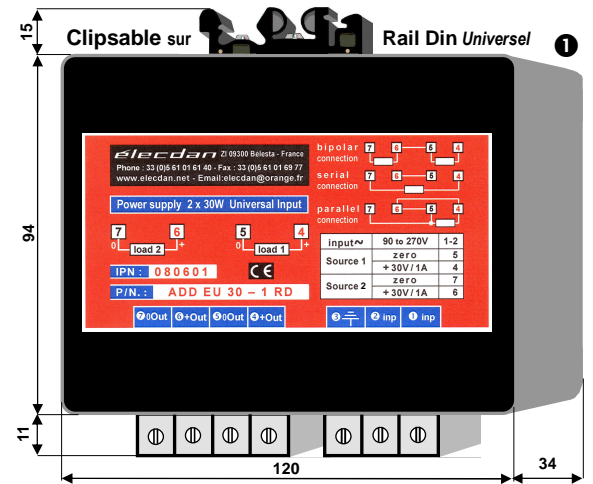 15
Clipsable sur
Rail Din Universel
❶
94
élecdan ZI 09300 Bélesta - France
Phone : 33 (0)5 61 01 61 40 - Fax : 33 (0)5 61 01 69 77
www.elecdan.net - Email:elecdan@orange.fr
Power supply 2 x 30W Universal Input
7 6 5 4
0 load 2 + 0 load 1 +
IPN : 080601
CE
P/N. : ADD EU 30 – 1 RD
bipolar connection 7 6 5 4
serial connection 7 6 5 4
parallel connection 7 6 5 4
input~ 90 to 270V 1-2
Source 1 zero 5
+30V/1A 4
Source 2 zero 7
+30V/1A 6
❼0Out ❻+Out ❺0Out ❹+Out
❸ ❷ inp ❶ inp
11
120
34